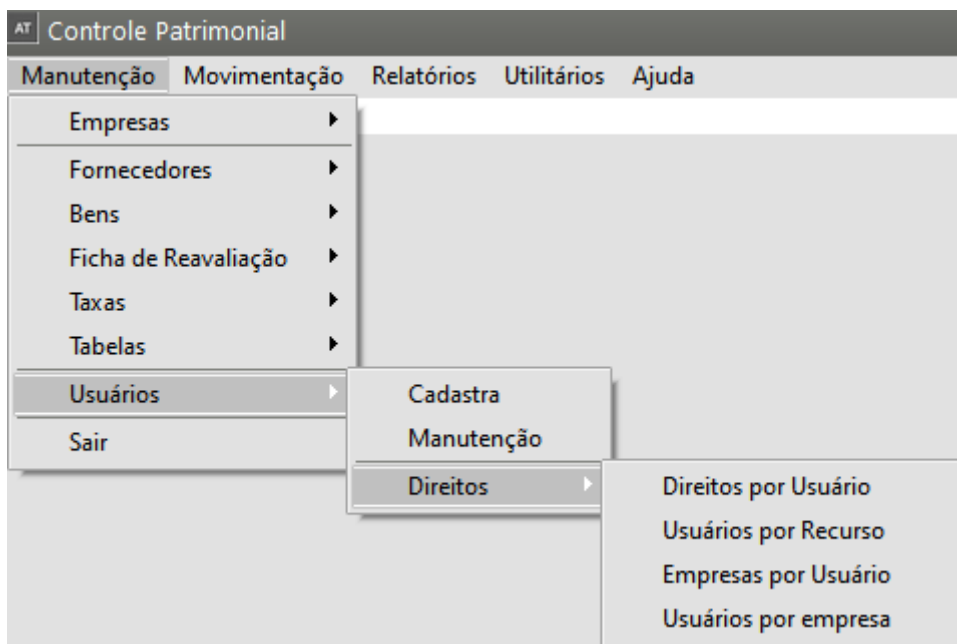 AT Controle Patrimonial
Manutenção Movimentação Relatórios Utilitários Ajuda
Empresas
Fornecedores
Bens
Ficha de Reavaliação
Taxas
Tabelas
Usuários
Sair
Cadastra
Manutenção
Direitos
Direitos por Usuário
Usuários por Recurso
Empresas por Usuário
Usuários por empresa